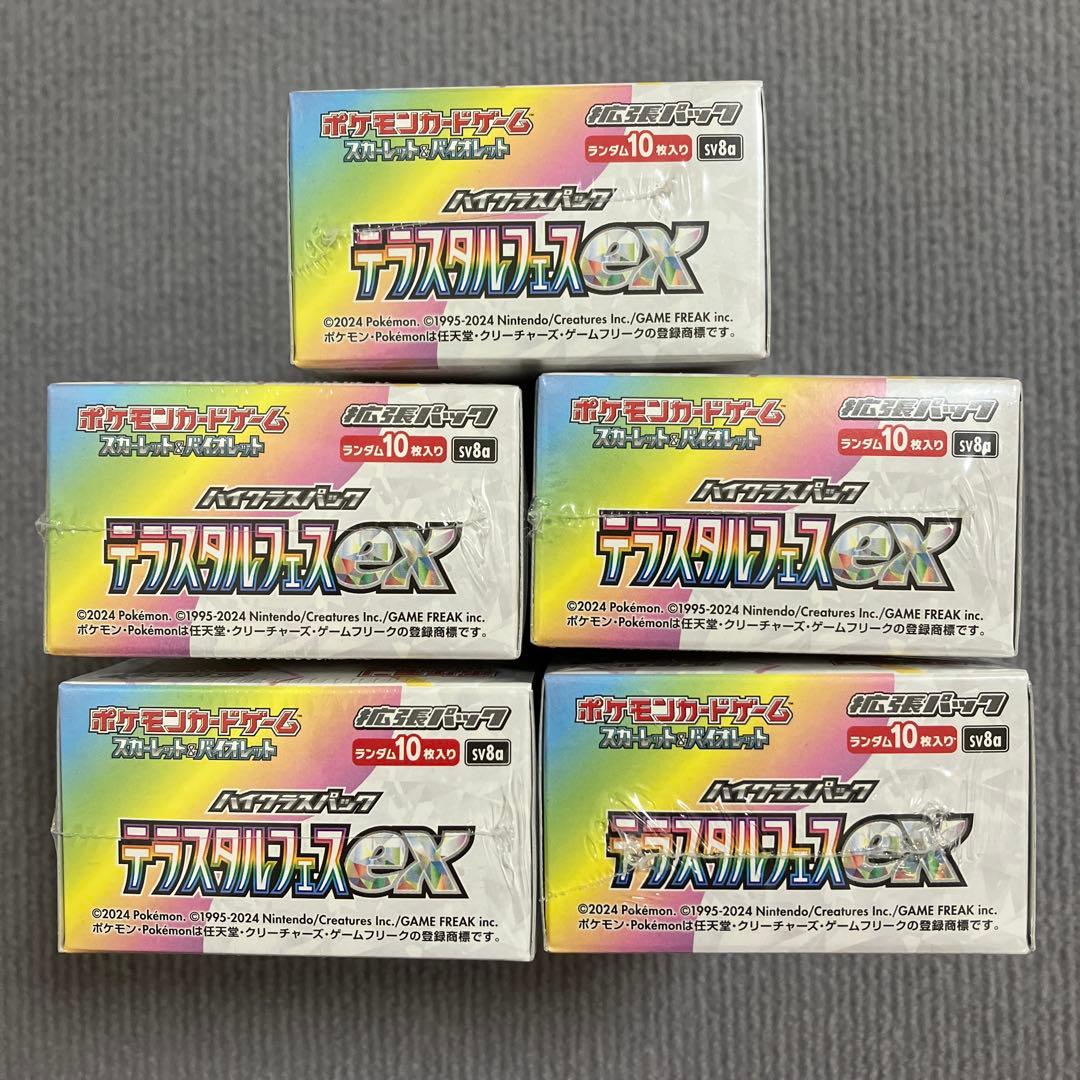 ポケモンカードゲーム™ 拡張パック
スカーレット&バイオレット ランダム10枚入り sv8a
ハイクラスパック
テラスタルフェスex
©2024 Pokémon. ©1995-2024 Nintendo/Creatures Inc./GAME FREAK inc.
ポケモン・Pokémonは任天堂・クリーチャーズ・ゲームフリークの登録商標です。
ポケモンカードゲーム™ 拡張パック
スカーレット&バイオレット ランダム10枚入り sv8a
ハイクラスパック
テラスタルフェスex
©2024 Pokémon. ©1995-2024 Nintendo/Creatures Inc./GAME FREAK inc.
ポケモン・Pokémonは任天堂・クリーチャーズ・ゲームフリークの登録商標です。
ポケモンカードゲーム™ 拡張パック
スカーレット&バイオレット ランダム10枚入り sv8a
ハイクラスパック
テラスタルフェスex
©2024 Pokémon. ©1995-2024 Nintendo/Creatures Inc./GAME FREAK inc.
ポケモン・Pokémonは任天堂・クリーチャーズ・ゲームフリークの登録商標です。
ポケモンカードゲーム™ 拡張パック
スカーレット&バイオレット ランダム10枚入り sv8a
ハイクラスパック
テラスタルフェスex
©2024 Pokémon. ©1995-2024 Nintendo/Creatures Inc./GAME FREAK inc.
ポケモン・Pokémonは任天堂・クリーチャーズ・ゲームフリークの登録商標です。
ポケモンカードゲーム™ 拡張パック
スカーレット&バイオレット ランダム10枚入り sv8a
ハイクラスパック
テラスタルフェスex
©2024 Pokémon. ©1995-2024 Nintendo/Creatures Inc./GAME FREAK inc.
ポケモン・Pokémonは任天堂・クリーチャーズ・ゲームフリークの登録商標です。